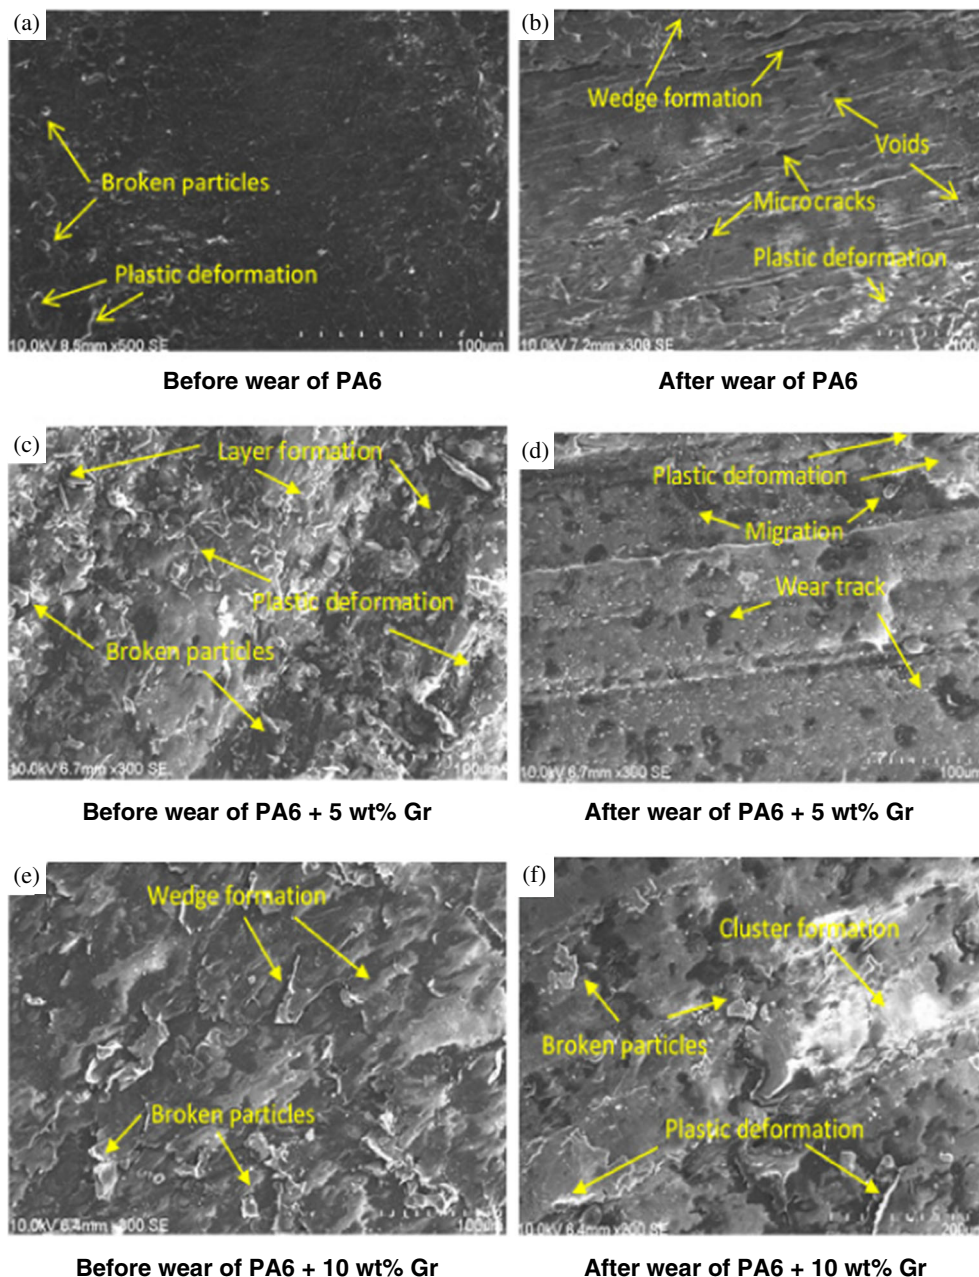 (a)
Broken particles
Plastic deformation
10.0kV 8.5mm x500 SE
100um
Before wear of PA6
(b)
Wedge formation
Voids
Microcracks
Plastic deformation
10.0kV 7.2mm x300 SE
After wear of PA6
(c)
Layer formation
Plastic deformation
Broken particles
10.0kV 6.7mm x300 SE
100um
Before wear of PA6 + 5 wt% Gr
(d)
Plastic deformation
Migration
Wear track
10.0kV 6.7mm x300 SE
100um
After wear of PA6 + 5 wt% Gr
(e)
Wedge formation
Broken particles
10.0kV 6.4mm x300 SE
100um
Before wear of PA6 + 10 wt% Gr
(f)
Cluster formation
Broken particles
Plastic deformation
10.0kV 6.4mm
SE
After wear of PA6 + 10 wt% Gr